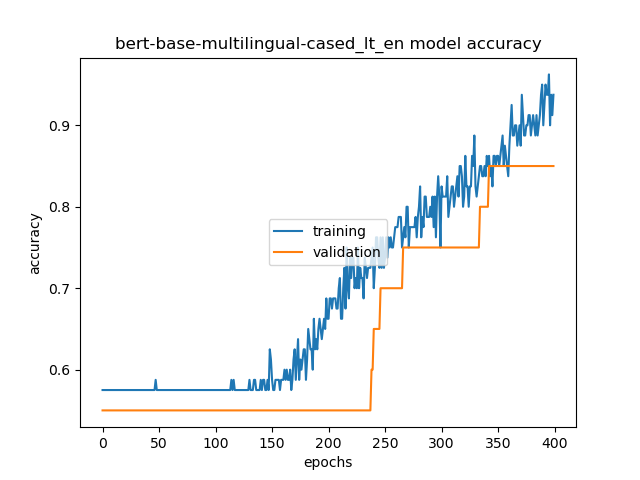 bert-base-multilingual-cased_lt_en model accuracy
accuracy
0.9
0.8
0.7
0.6
training
validation
0 50 100 150 200 250 300 350 400
epochs